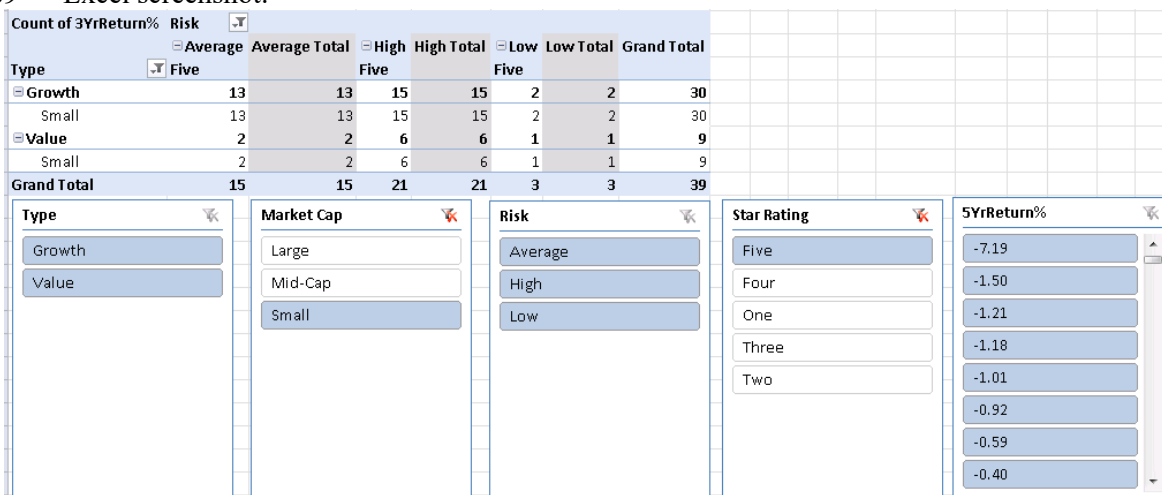 Excel screenshot:
Count of 3YrReturn% Risk
Average Average Total High High Total Low Low Total Grand Total
Type Five Five Five
Growth 13 13 15 15 2 2 30
Small 13 13 15 15 2 2 30
Value 2 2 6 6 1 1 9
Small 2 2 6 6 1 1 9
Grand Total 15 15 21 21 3 3 39
Type Market Cap Risk Star Rating 5YrReturn%
Growth Large Average Five -7.19
Value Mid-Cap High Four -1.50
Small Low One -1.21
Three -1.18
Two -1.01
-0.92
-0.59
-0.40